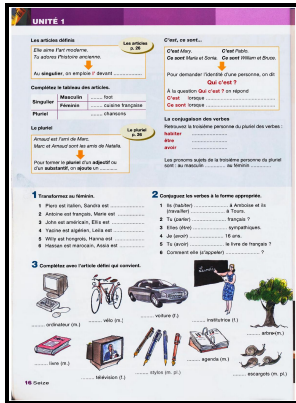 UNITÉ 1
Les articles définis
Les articles
p. 26
Elle aime l'art moderne.
Tu adores l'histoire ancienne.
Au singulier, on emploie l' devant
Complétez le tableau des articles.
Singulier
Masculin
........ foot
Féminin
........ cuisine française
Pluriel
........ chansons
Le pluriel
Le pluriel
p. 26
Arnaud est l'ami de Marc.
Marc et Arnaud sont les amis de Natalia.
Pour former le pluriel d'un adjectif ou
d'un substantif, on ajoute un
C'est, ce sont...
C'est Mary.
C'est Pablo.
Ce sont Maria et Sonia.
Ce sont William et Bruce.
Pour demander l'identité d'une personne, on dit
Qui c'est ?
À la question Qui c'est ? on répond
C'est lorsque
Ce sont lorsque
La conjugaison des verbes
Retrouvez la troisième personne du pluriel des verbes :
habiter
être
avoir
Les pronoms sujets de la troisième personne du pluriel
sont : au masculin ............ au féminin
1 Transformez au féminin.
1 Piero est italien, Sandra est
2 Antoine est français, Marie est
3 John est américain, Ellis est
4 Yacine est algérien, Leïla est
5 Willy est hongrois, Hanna est
6 Hassan est marocain, Assia est
2 Conjuguez les verbes à la forme appropriée.
1 Ils (habiter) ............ à Amboise et ils
(travailler) ............ à Tours.
2 Tu (parler) ............ français ?
3 Elles (être) ............ sympathiques.
4 Je (avoir) ............ 16 ans.
5 Tu (avoir) ............ le livre de français ?
6 Comment elle (s'appeler) ............ ?
3 Complétez avec l'article défini qui convient.
........ ordinateur (m.)
........ vélo (m.)
........ voiture (f.)
........ institutrice (f.)
........ arbre (m.)
........ livre (m.)
........ télévision (f.)
........ stylos (m. pl.)
........ agenda (m.)
........ escargots (m. pl.)
16 Seize